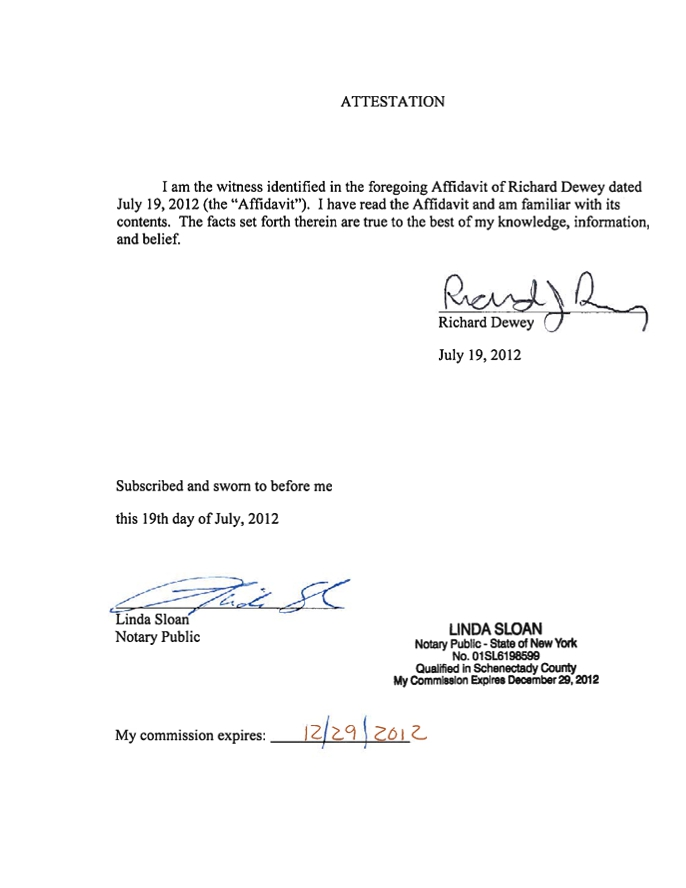 ATTESTATION
I am the witness identified in the foregoing Affidavit of Richard Dewey dated
July 19, 2012 (the “Affidavit”). I have read the Affidavit and am familiar with its
contents. The facts set forth therein are true to the best of my knowledge, information,
and belief.
Richard Dewey
July 19, 2012
Subscribed and sworn to before me
this 19th day of July, 2012
Linda Sloan
Notary Public
LINDA SLOAN
Notary Public - State of New York
No. 01SL6198599
Qualified in Schenectady County
My Commission Expires December 29, 2012
My commission expires: 12/29/2012